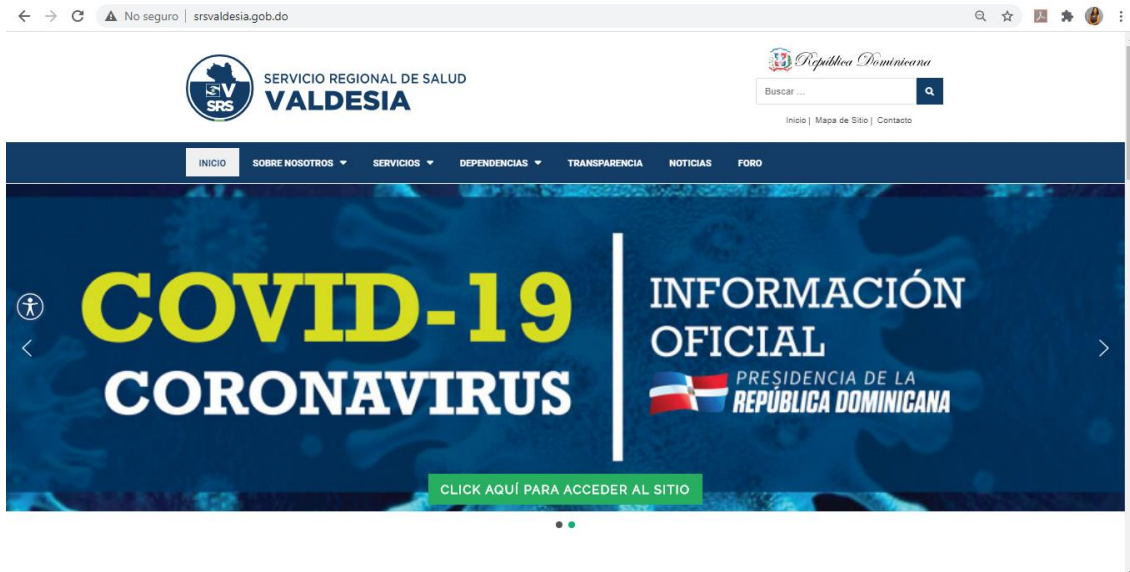 No seguro | srsvaldesia.gob.do
SV
SRS
SERVICIO REGIONAL DE SALUD
VALDESIA
República Dominicana
Buscar ...
Inicio | Mapa de Sitio | Contacto
INICIO SOBRE NOSOTROS SERVICIOS DEPENDENCIAS TRANSPARENCIA NOTICIAS FORO
COVID-19
CORONAVIRUS
INFORMACIÓN
OFICIAL
PRESIDENCIA DE LA
REPÚBLICA DOMINICANA
CLICK AQUÍ PARA ACCEDER AL SITIO